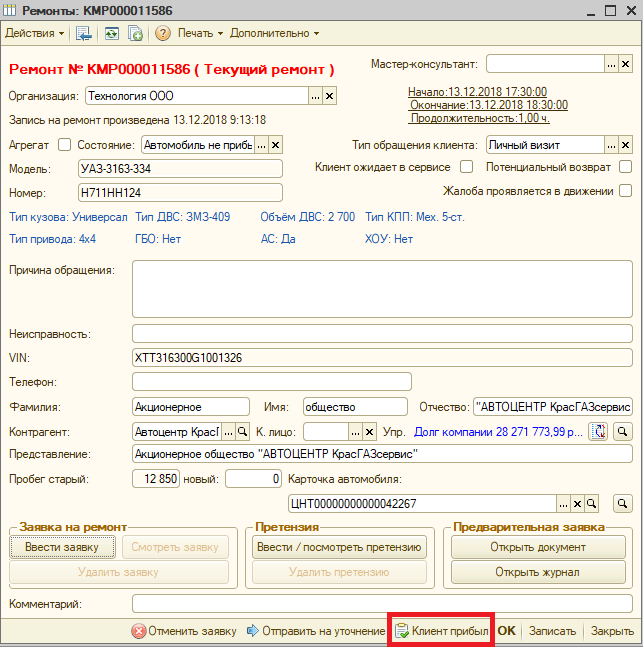 Ремонты: КМР000011586
Действия Печать Дополнительно
Ремонт № КМР000011586 ( Текущий ремонт ) Мастер-консультант:
Организация: Технология ООО Начало:13.12.2018 17:30:00
Окончание:13.12.2018 18:30:00
Запись на ремонт произведена 13.12.2018 9:13:18 Продолжительность:1,00 ч.
Агрегат Состояние: Автомобиль не прибы Тип обращения клиента: Личный визит
Модель: УАЗ-3163-334 Клиент ожидает в сервисе Потенциальный возврат
Номер: Н711НН124 Жалоба проявляется в движении
Тип кузова: Универсал Тип ДВС: ЗМЗ-409 Объём ДВС: 2 700 Тип КПП: Мех. 5-ст.
Тип привода: 4x4 ГБО: Нет АС: Да ХОУ: Нет
Причина обращения:
Неисправность:
VIN: XTT316300G1001326
Телефон:
Фамилия: Акционерное Имя: общество Отчество: "АВТОЦЕНТР КрасГАЗсервис
Контрагент: Автоцентр КрасГ К. лицо: Упр. Долг компании 28 271 773,99 р...
Представление: Акционерное общество "АВТОЦЕНТР КрасГАЗсервис"
Пробег старый: 12 850 новый: 0 Карточка автомобиля:
ЦНТ00000000000042267
Заявка на ремонт Претензия Предварительная заявка
Ввести заявку Смотреть заявку Ввести / посмотреть претензию Открыть документ
Удалить заявку Удалить претензию Открыть журнал
Комментарий:
Отменить заявку Отправить на уточнение Клиент прибыл OK Записать Закрыть